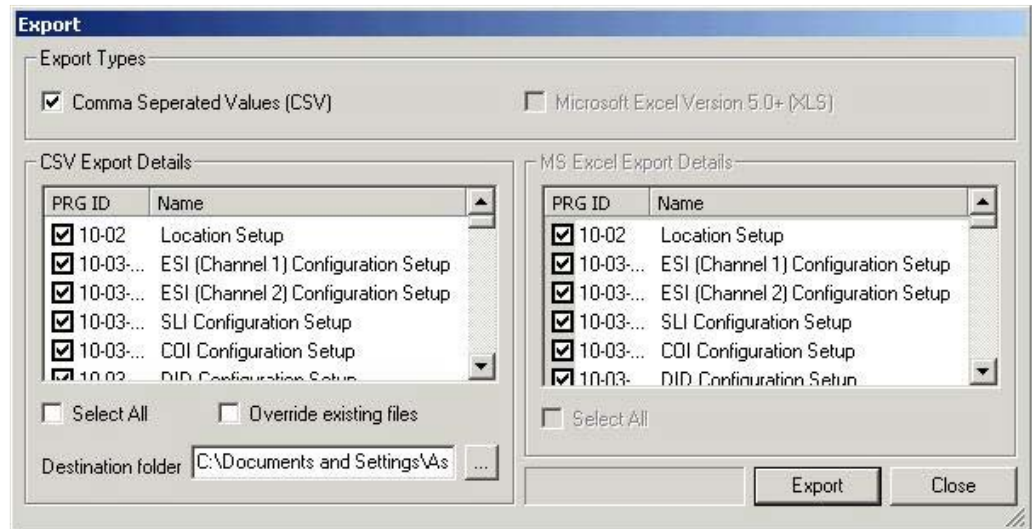 Export
Export Types
Comma Seperated Values (CSV)
Microsoft Excel Version 5.0+ (XLS)
CSV Export Details
PRG ID Name
10-02 Location Setup
10-03-... ESI (Channel 1) Configuration Setup
10-03-... ESI (Channel 2) Configuration Setup
10-03-... SLI Configuration Setup
10-03-... COI Configuration Setup
10-03- DID Configuration Setup
Select All
Override existing files
Destination folder C:\Documents and Settings\As ...
MS Excel Export Details
PRG ID Name
10-02 Location Setup
10-03-... ESI (Channel 1) Configuration Setup
10-03-... ESI (Channel 2) Configuration Setup
10-03-... SLI Configuration Setup
10-03-... COI Configuration Setup
10-03- DID Configuration Setup
Select All
Export
Close